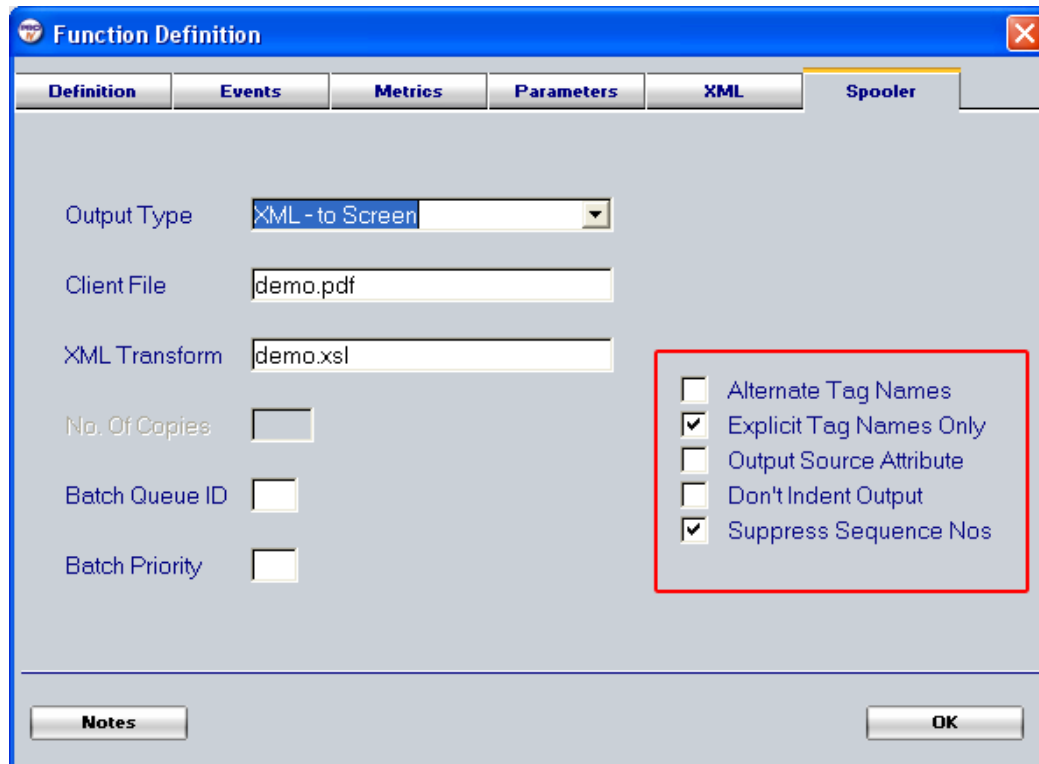 Function Definition
Definition Events Metrics Parameters XML Spooler
Output Type XML - to Screen
Client File demo.pdf
XML Transform demo.xsl
No. Of Copies
Batch Queue ID
Batch Priority
Alternate Tag Names
Explicit Tag Names Only
Output Source Attribute
Don't Indent Output
Suppress Sequence Nos
Notes OK